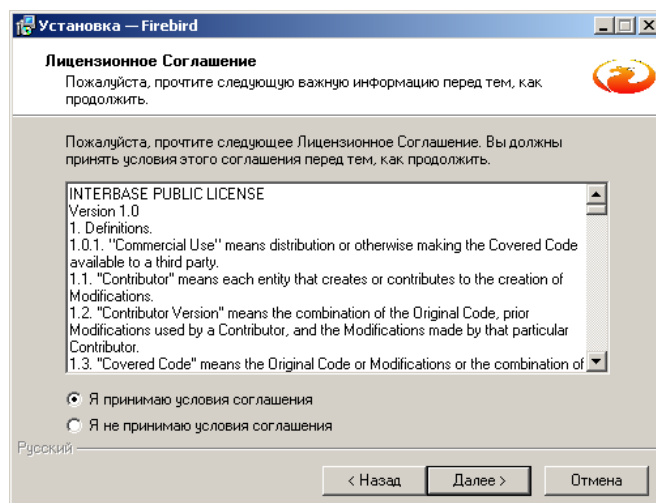 Установка — Firebird
Лицензионное Соглашение
Пожалуйста, прочтите следующую важную информацию перед тем, как
продолжить.
Пожалуйста, прочтите следующее Лицензионное Соглашение. Вы должны
принять условия этого соглашения перед тем, как продолжить.
INTERBASE PUBLIC LICENSE
Version 1.0
1. Definitions.
1.0.1. "Commercial Use" means distribution or otherwise making the Covered Code
available to a third party.
1.1. "Contributor" means each entity that creates or contributes to the creation of
Modifications.
1.2. "Contributor Version" means the combination of the Original Code, prior
Modifications used by a Contributor, and the Modifications made by that particular
Contributor.
1.3. "Covered Code" means the Original Code or Modifications or the combination of
Я принимаю условия соглашения
Я не принимаю условия соглашения
Русский
< Назад
Далее >
Отмена